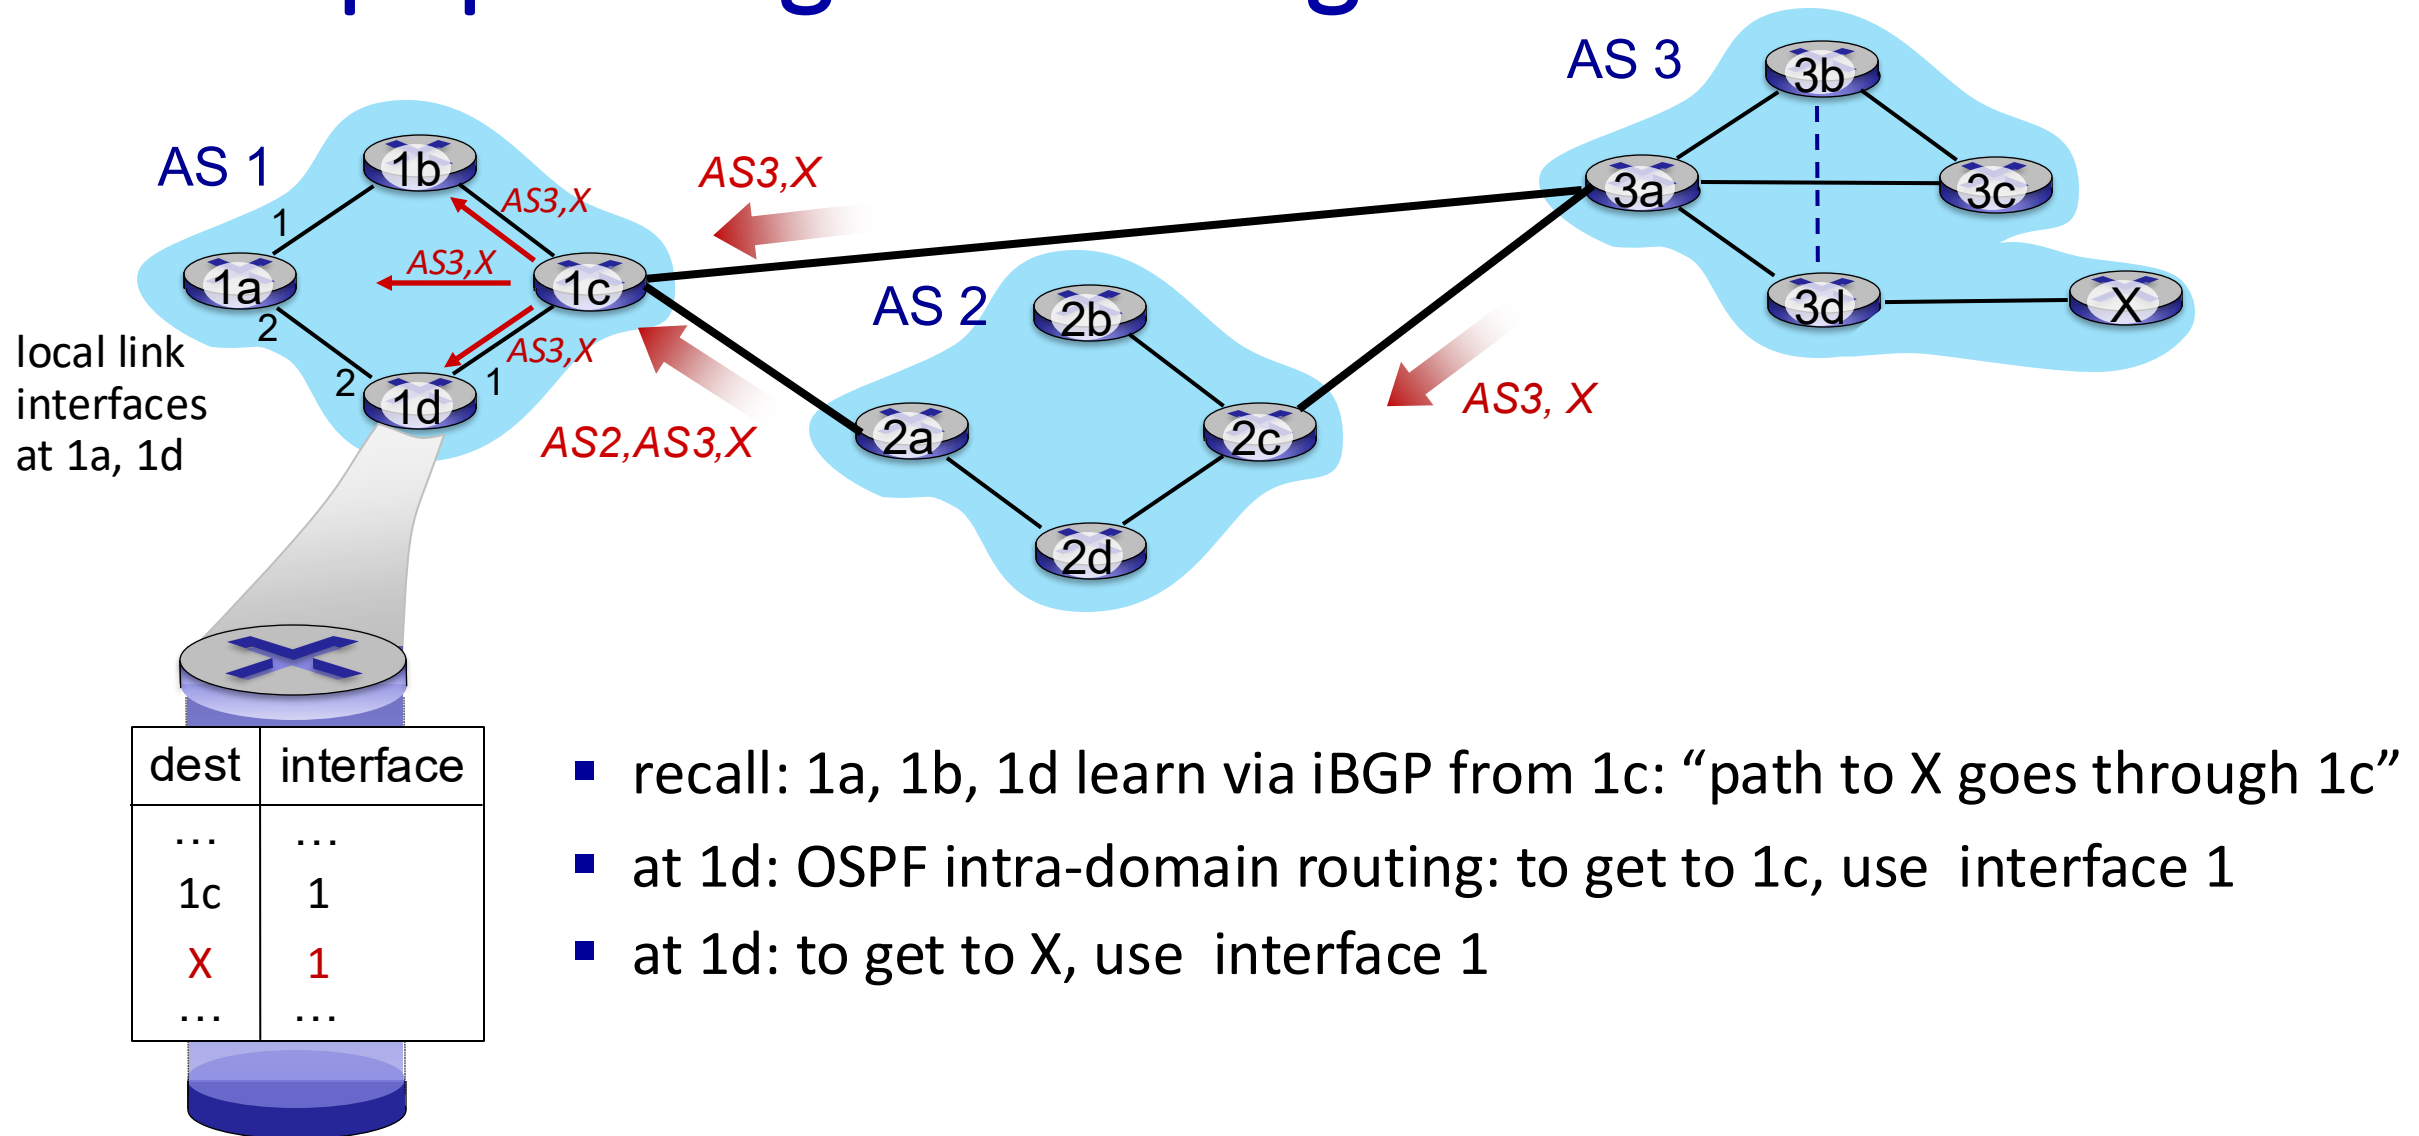 AS 3
3b
3a
3c
3d
X
AS 1
1b
1a
1c
1d
1
2
2
1
AS3,X
AS3,X
AS3,X
AS3,X
AS2,AS3,X
AS3, X
AS 2
2b
2a
2c
2d
local link
interfaces
at 1a, 1d
dest interface
... ...
1c 1
X 1
... ...
recall: 1a, 1b, 1d learn via iBGP from 1c: “path to X goes through 1c”
at 1d: OSPF intra-domain routing: to get to 1c, use interface 1
at 1d: to get to X, use interface 1